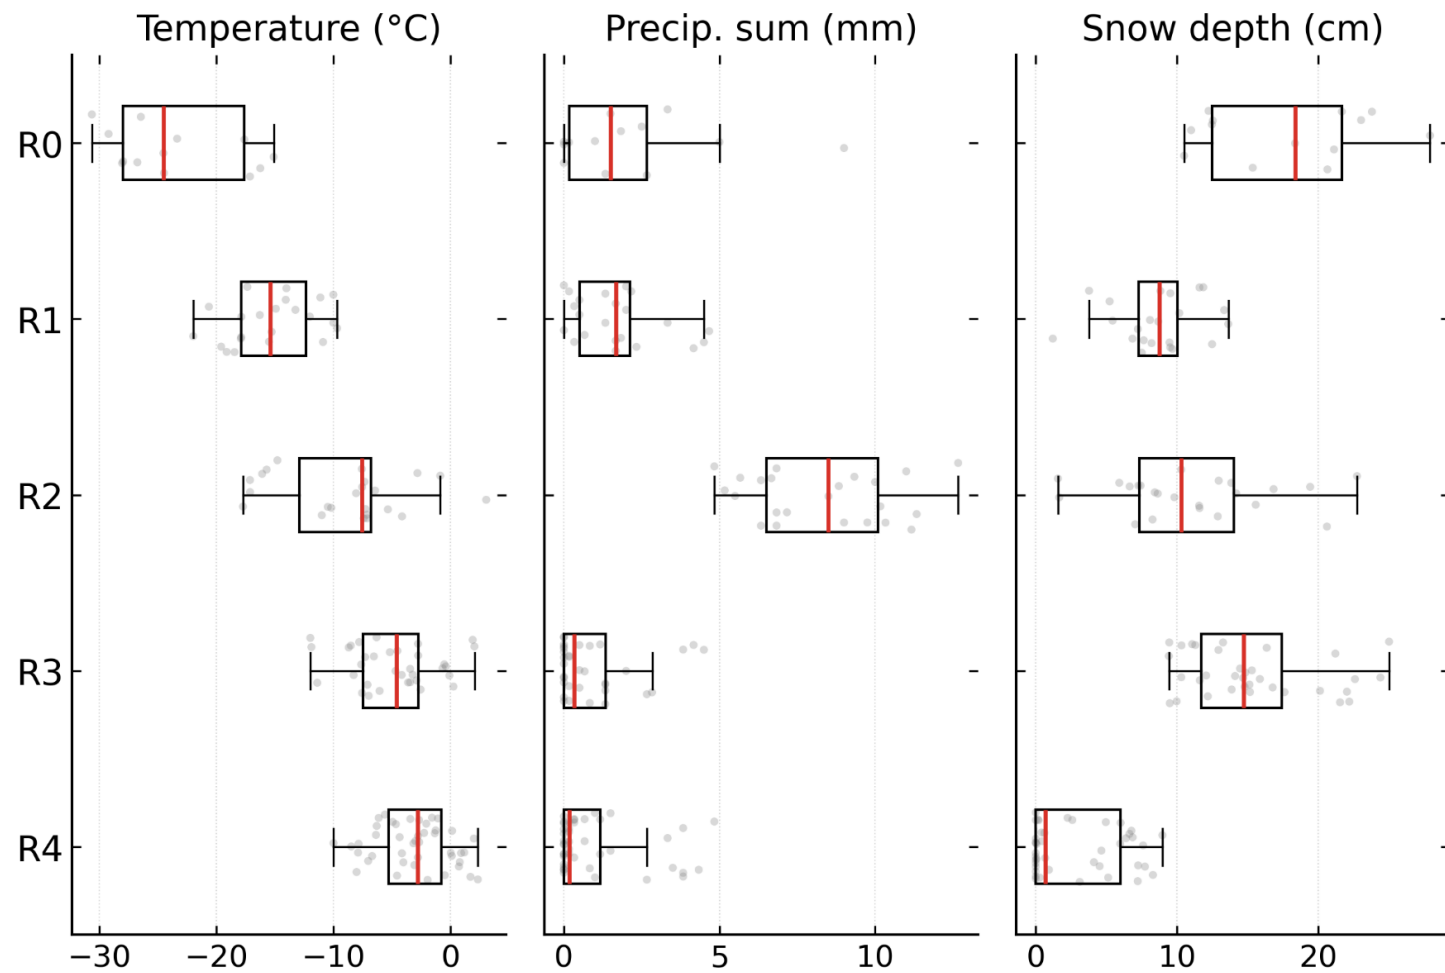 Temperature (°C) Precip. sum (mm) Snow depth (cm)
R0
R1
R2
R3
R4
−30 −20 −10 0 0 5 10 0 10 20